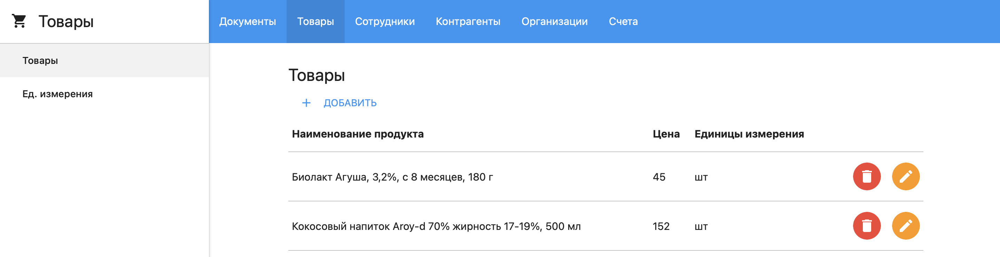 Товары
Документы Товары Сотрудники Контрагенты Организации Счета
Товары
Ед. измерения
Товары
+ ДОБАВИТЬ
Наименование продукта Цена Единицы измерения
Биолакт Агуша, 3,2%, с 8 месяцев, 180 г 45 шт
Кокосовый напиток Aroy-d 70% жирность 17-19%, 500 мл 152 шт